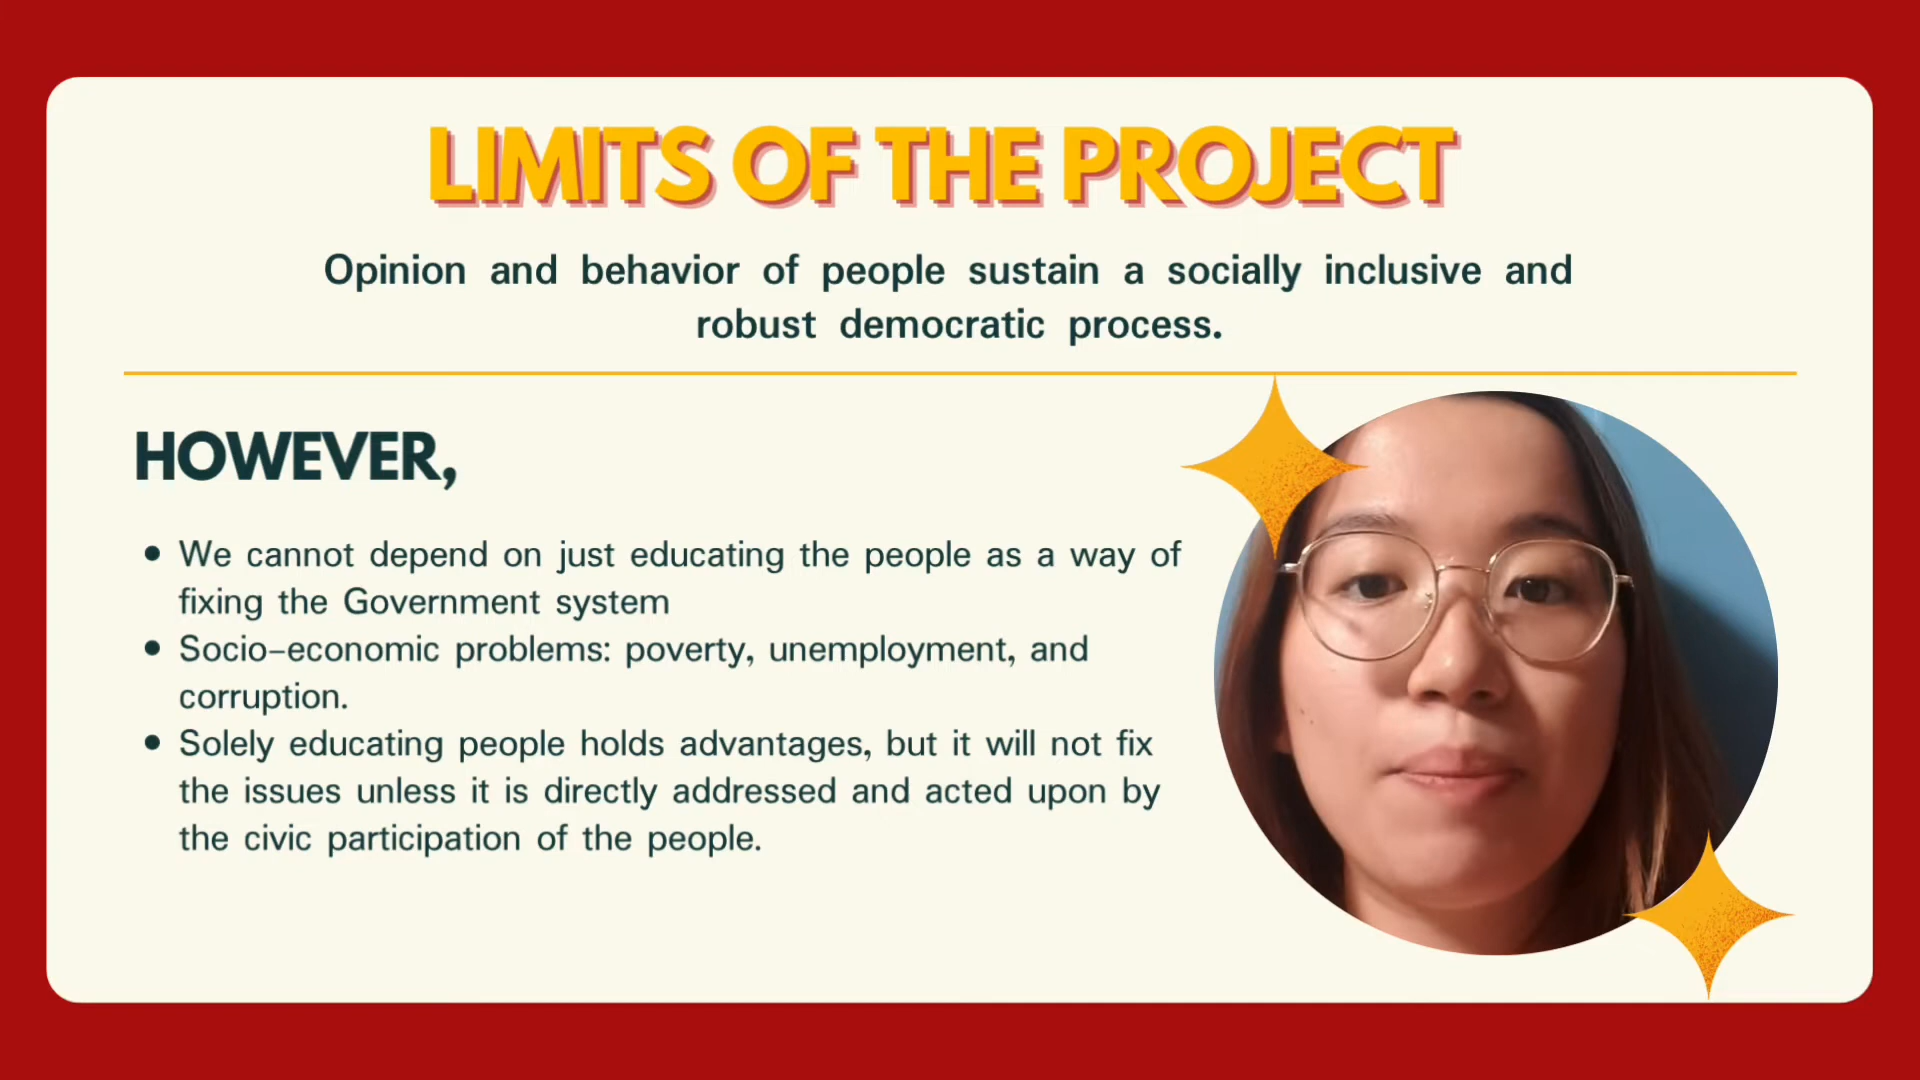 LIMITS OF THE PROJECT
Opinion and behavior of people sustain a socially inclusive and
robust democratic process.
HOWEVER,
• We cannot depend on just educating the people as a way of
fixing the Government system
• Socio-economic problems: poverty, unemployment, and
corruption.
• Solely educating people holds advantages, but it will not fix
the issues unless it is directly addressed and acted upon by
the civic participation of the people.